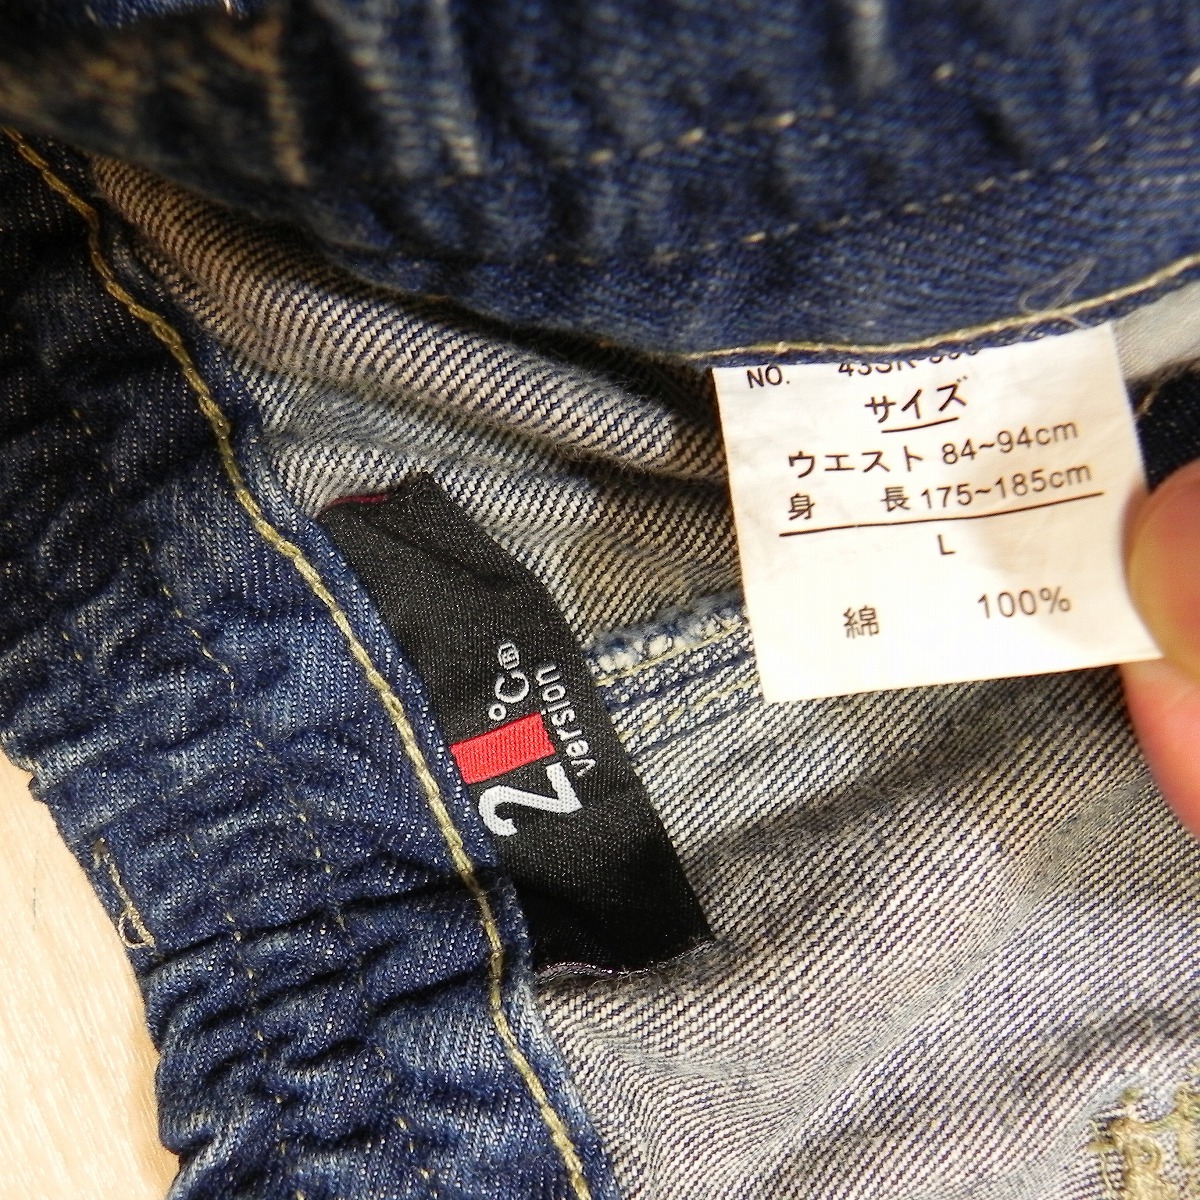 NO.
サイズ
ウエスト 84~94cm
身 長 175~185cm
L
綿 100%
2℃®
version